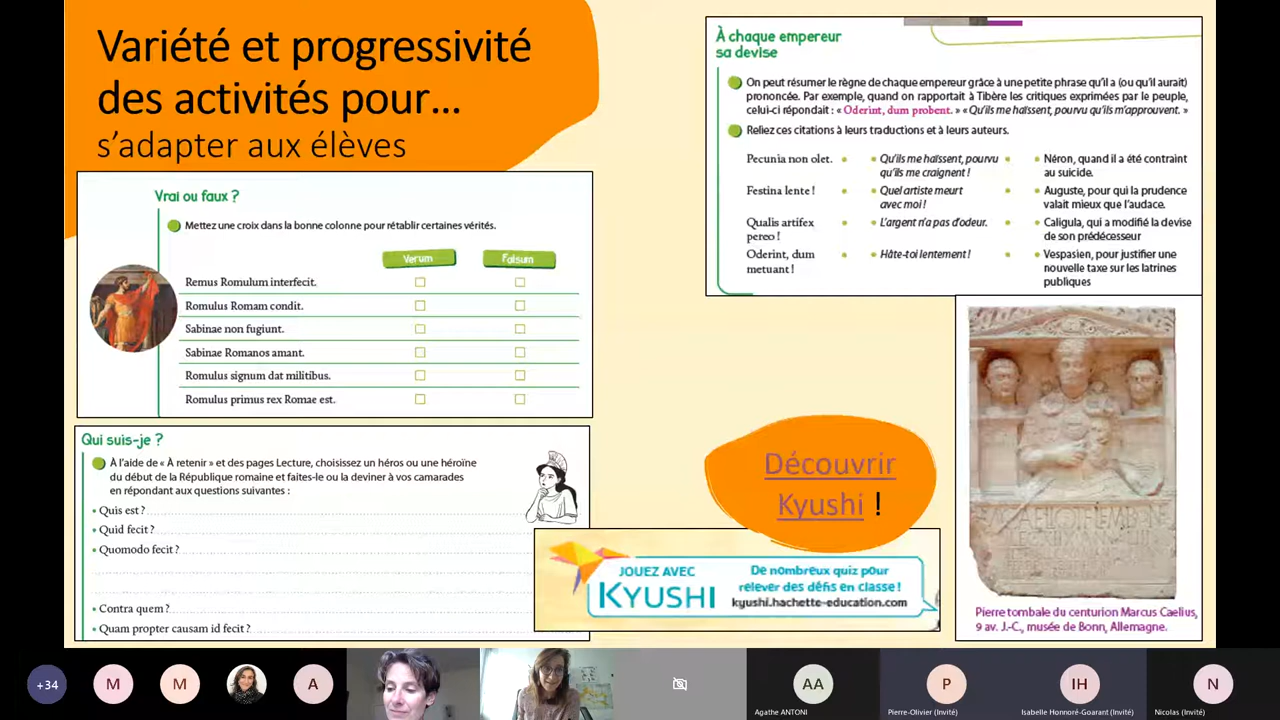 Variété et progressivité
des activités pour...
s'adapter aux élèves
Vrai ou faux ?
Mettez une croix dans la bonne colonne pour rétablir certaines vérités.
Verum
Falsum
Remus Romulum interfecit.
Romulus Romam condit.
Sabinae non fugiunt.
Sabinae Romanos amant.
Romulus signum dat militibus.
Romulus primus rex Romae est.
Qui suis-je ?
À l'aide de « À retenir » et des pages Lecture, choisissez un héros ou une héroïne
du début de la République romaine et faites-le ou la deviner à vos camarades
en répondant aux questions suivantes :
• Quis est ?
• Quid fecit ?
• Quomodo fecit ?
• Contra quem ?
• Quam propter causam id fecit ?
À chaque empereur
sa devise
On peut résumer le règne de chaque empereur grâce à une petite phrase qu'il a (ou qu'il aurait)
prononcée. Par exemple, quand on rapportait à Tibère les critiques exprimées par le peuple,
celui-ci répondait : « Oderint, dum probent. » « Qu'ils me haïssent, pourvu qu'ils m'approuvent. »
Reliez ces citations à leurs traductions et à leurs auteurs.
Pecunia non olet.
Festina lente !
Qualis artifex
pereo !
Oderint, dum
metuant !
Qu'ils me haïssent, pourvu
qu'ils me craignent !
Quel artiste meurt
avec moi !
L'argent n'a pas d'odeur.
Hâte-toi lentement !
Néron, quand il a été contraint
au suicide.
Auguste, pour qui la prudence
valait mieux que l'audace.
Caligula, qui a modifié la devise
de son prédécesseur
Vespasien, pour justifier une
nouvelle taxe sur les latrines
publiques
Découvrir
Kyushi !
JOUEZ AVEC
KYUSHI
De nombreux quiz pour
relever des défis en classe !
kyushi.hachette-education.com
Pierre tombale du centurion Marcus Caelius,
9 av. J.-C., musée de Bonn, Allemagne.
+34
M
M
A
AA
Agathe ANTONI
P
Pierre-Olivier (Invité)
IH
Isabelle Honnoré-Goarant (Invité)
N
Nicolas (Invité)